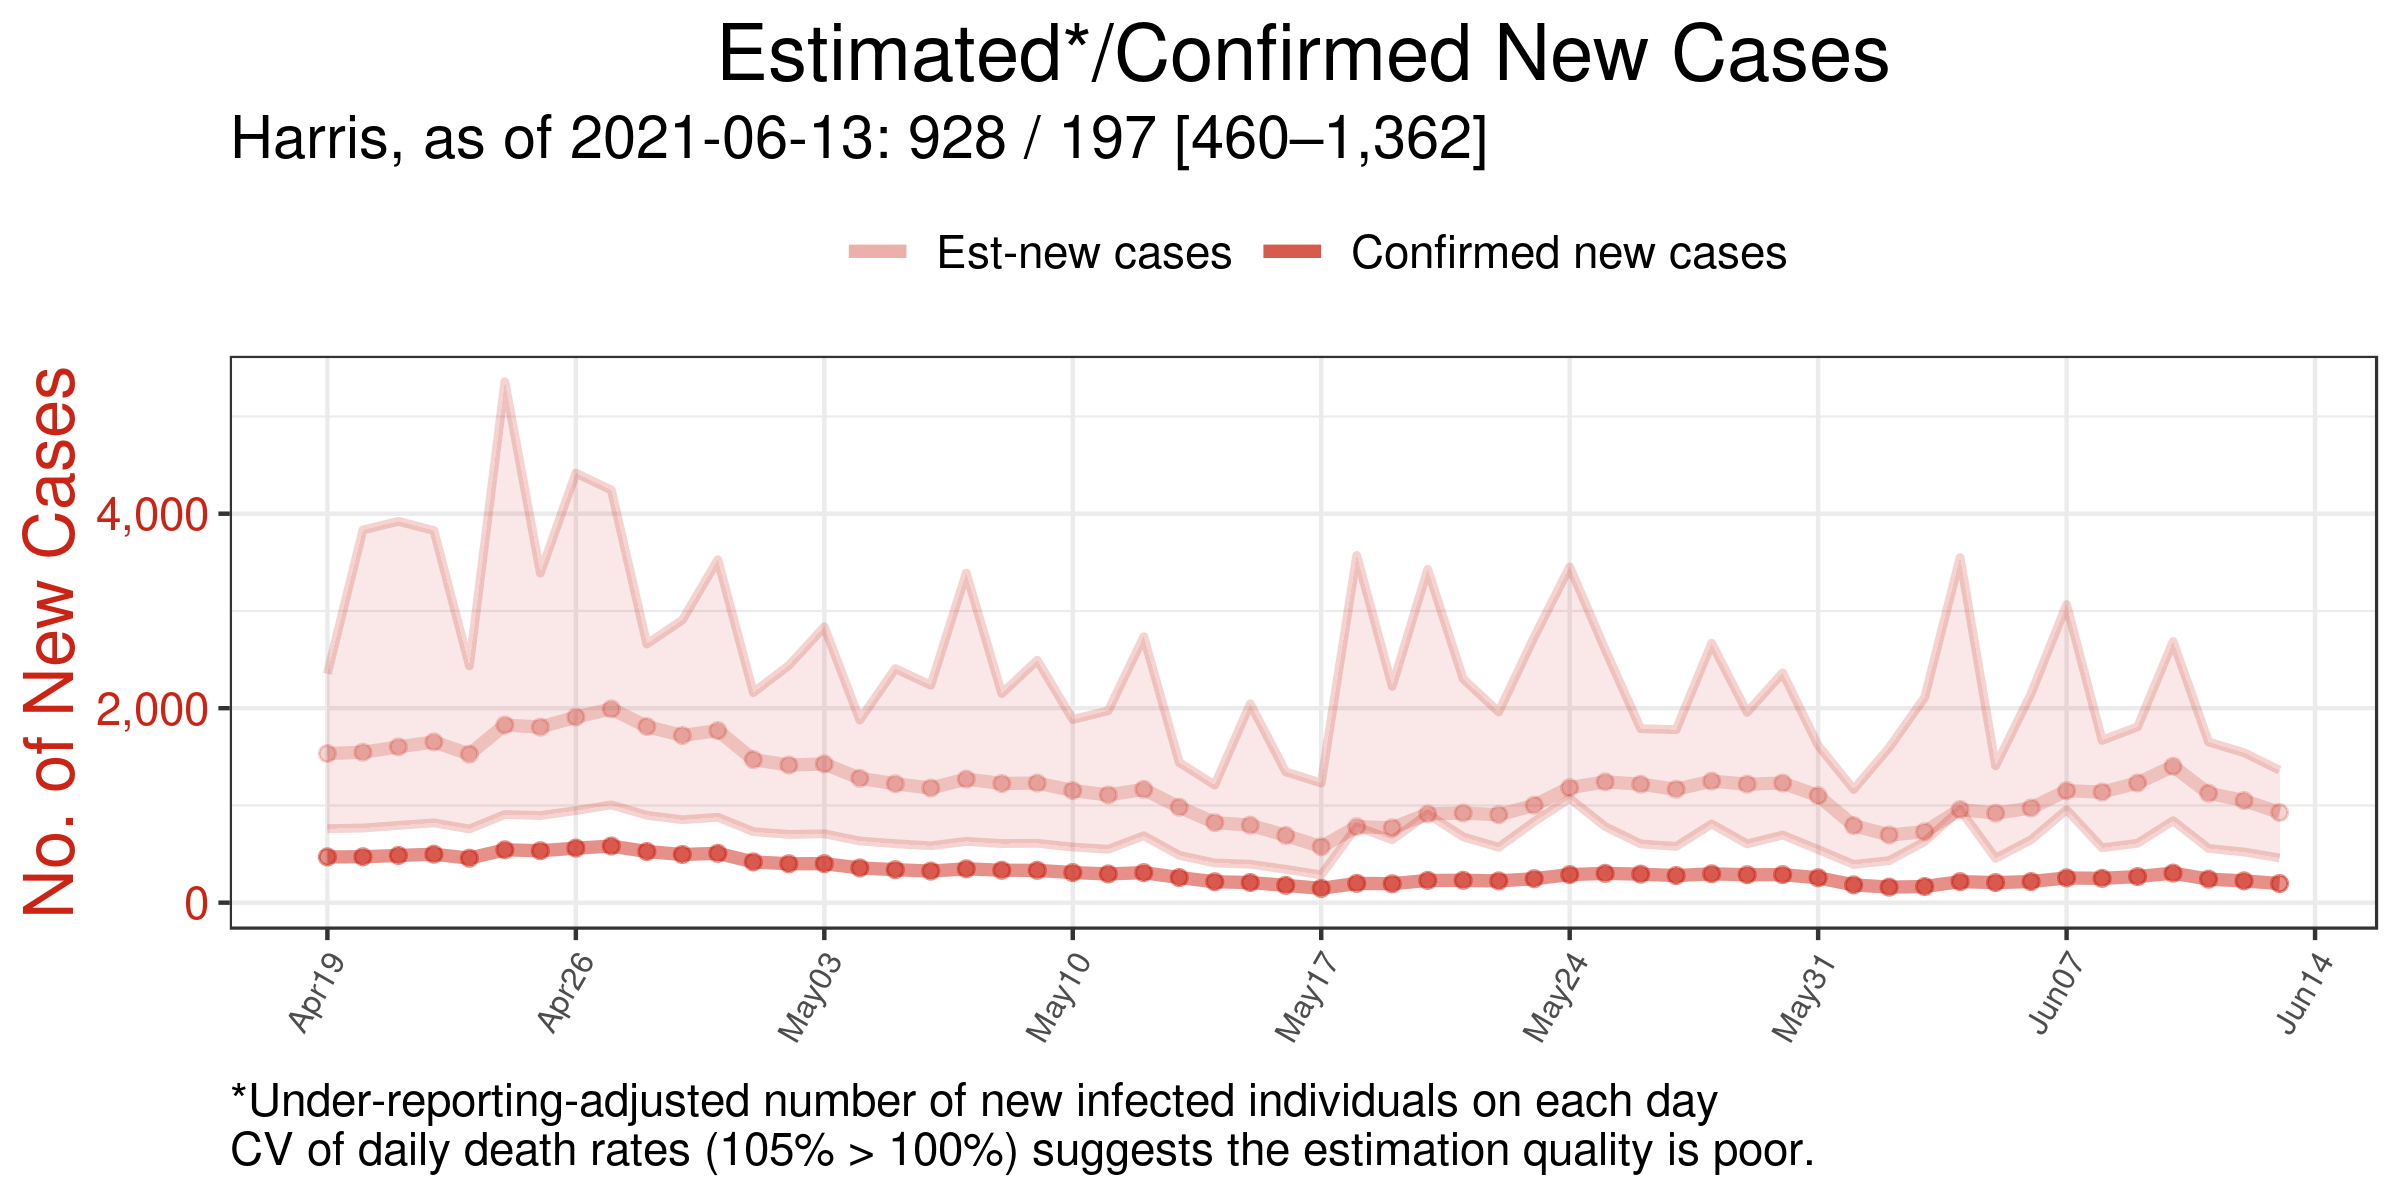 Estimated*/Confirmed New Cases
Harris, as of 2021-06-13: 928 / 197 [460–1,362]
Est-new cases Confirmed new cases
No. of New Cases
4,000
2,000
0
Apr19 Apr26 May03 May10 May17 May24 May31 Jun07 Jun14
*Under-reporting-adjusted number of new infected individuals on each day
CV of daily death rates (105% > 100%) suggests the estimation quality is poor.